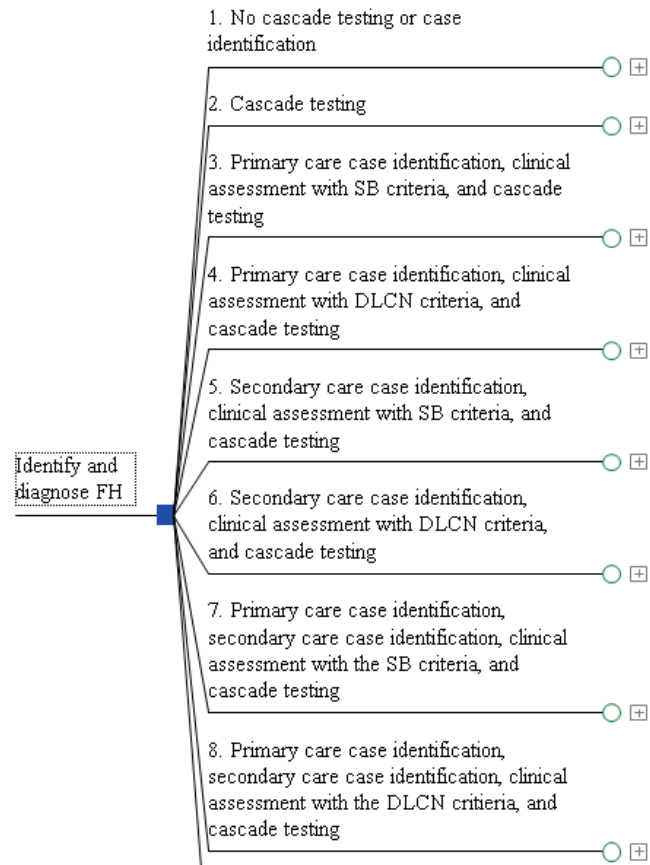 1. No cascade testing or case
identification
2. Cascade testing
3. Primary care case identification, clinical
assessment with SB criteria, and cascade
testing
4. Primary care case identification, clinical
assessment with DLCN criteria, and
cascade testing
5. Secondary care case identification,
clinical assessment with SB criteria, and
cascade testing
Identify and
diagnose FH
6. Secondary care case identification,
clinical assessment with DLCN criteria,
and cascade testing
7. Primary care case identification,
secondary care case identification, clinical
assessment with the SB criteria, and
cascade testing
8. Primary care case identification,
secondary care case identification, clinical
assessment with the DLCN critieria, and
cascade testing